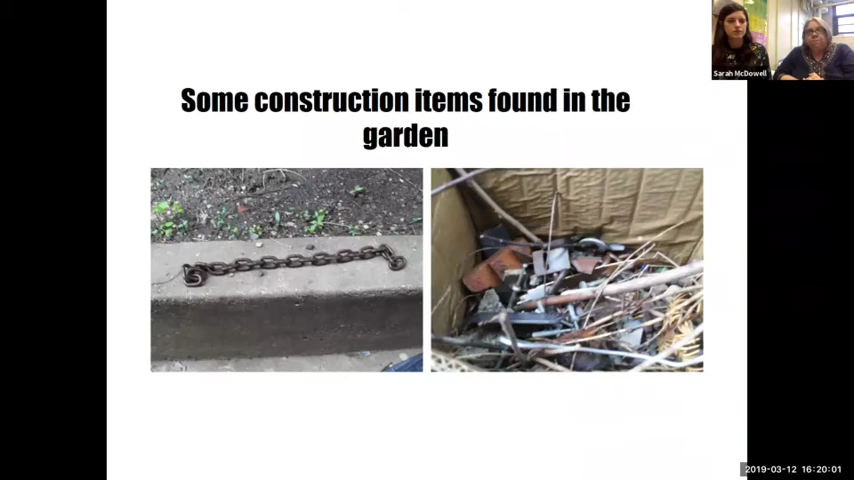 Sarah McDowell
Some construction items found in the
garden
2019-03-12 16:20:01